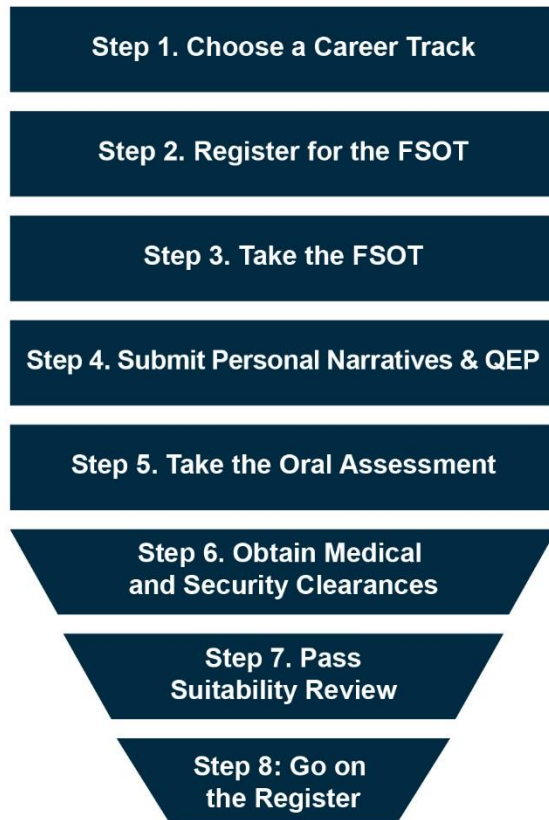 Step 1. Choose a Career Track
Step 2. Register for the FSOT
Step 3. Take the FSOT
Step 4. Submit Personal Narratives & QEP
Step 5. Take the Oral Assessment
Step 6. Obtain Medical
and Security Clearances
Step 7. Pass
Suitability Review
Step 8: Go on
the Register